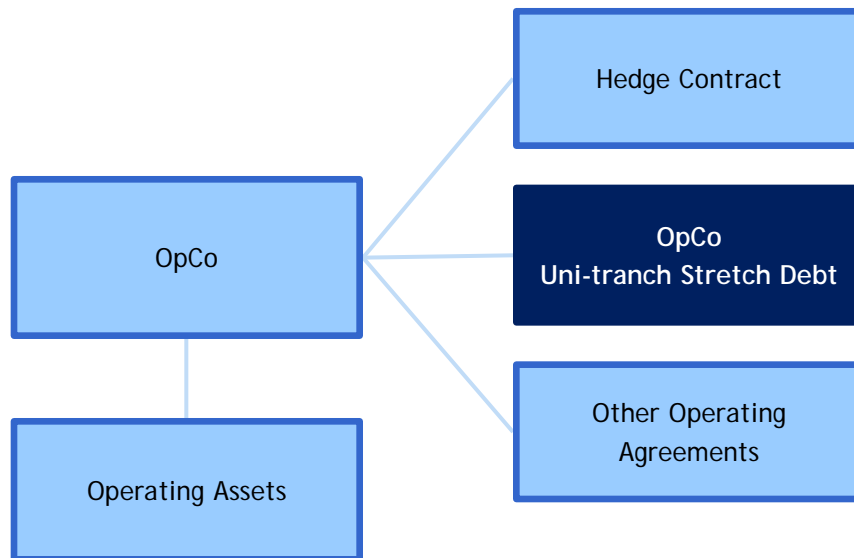 Hedge Contract
OpCo
OpCo
Uni-tranch Stretch Debt
Other Operating
Agreements
Operating Assets